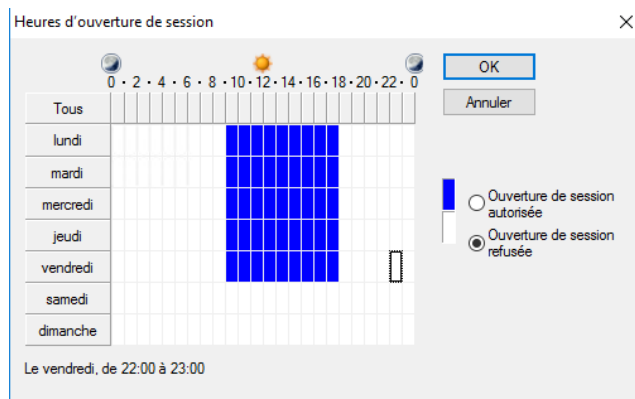 Heures d'ouverture de session
0 · 2 · 4 · 6 · 8 · 10 · 12 · 14 · 16 · 18 · 20 · 22 · 0
OK
Annuler
Tous
lundi
mardi
mercredi
jeudi
vendredi
samedi
dimanche
Ouverture de session
autorisée
Ouverture de session
refusée
Le vendredi, de 22:00 à 23:00